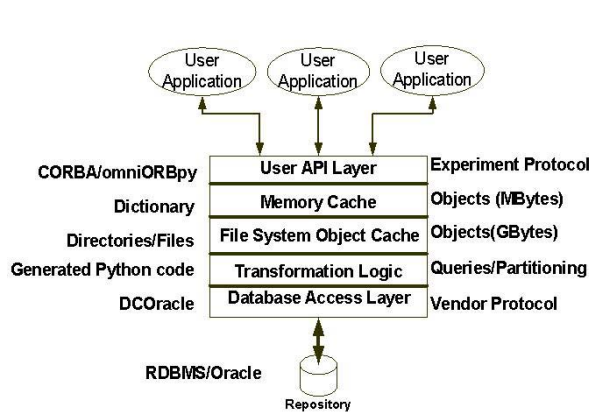 User
Application
User
Application
User
Application
CORBA/omniORBpy
User API Layer
Experiment Protocol
Dictionary
Memory Cache
Objects (MBytes)
Directories/Files
File System Object Cache
Objects(GBytes)
Generated Python code
Transformation Logic
Queries/Partitioning
DCOracle
Database Access Layer
Vendor Protocol
RDBMS/Oracle
Repository